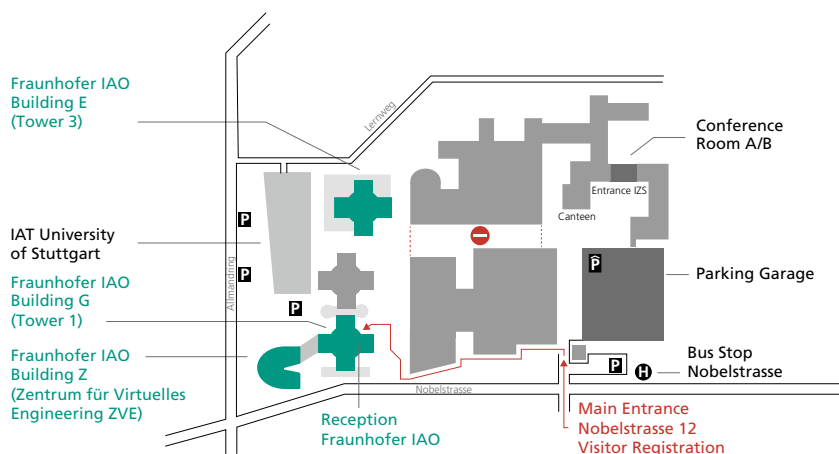 Fraunhofer IAO
Building E
(Tower 3)
Lernweg
Conference
Room A/B
Entrance IZS
Canteen
P
IAT University
of Stuttgart
P
Allmandring
P
Parking Garage
Fraunhofer IAO
Building G
(Tower 1)
P
Fraunhofer IAO
Building Z
(Zentrum für Virtuelles
Engineering ZVE)
Bus Stop
Nobelstrasse
P
H
Nobelstrasse
Reception
Fraunhofer IAO
Main Entrance
Nobelstrasse 12
Visitor Registration